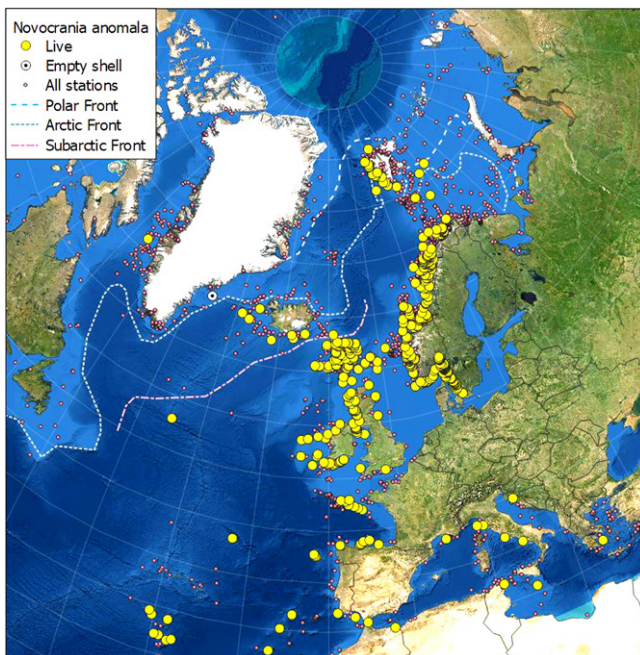 Novocrania anomala
Live
Empty shell
All stations
Polar Front
Arctic Front
Subarctic Front